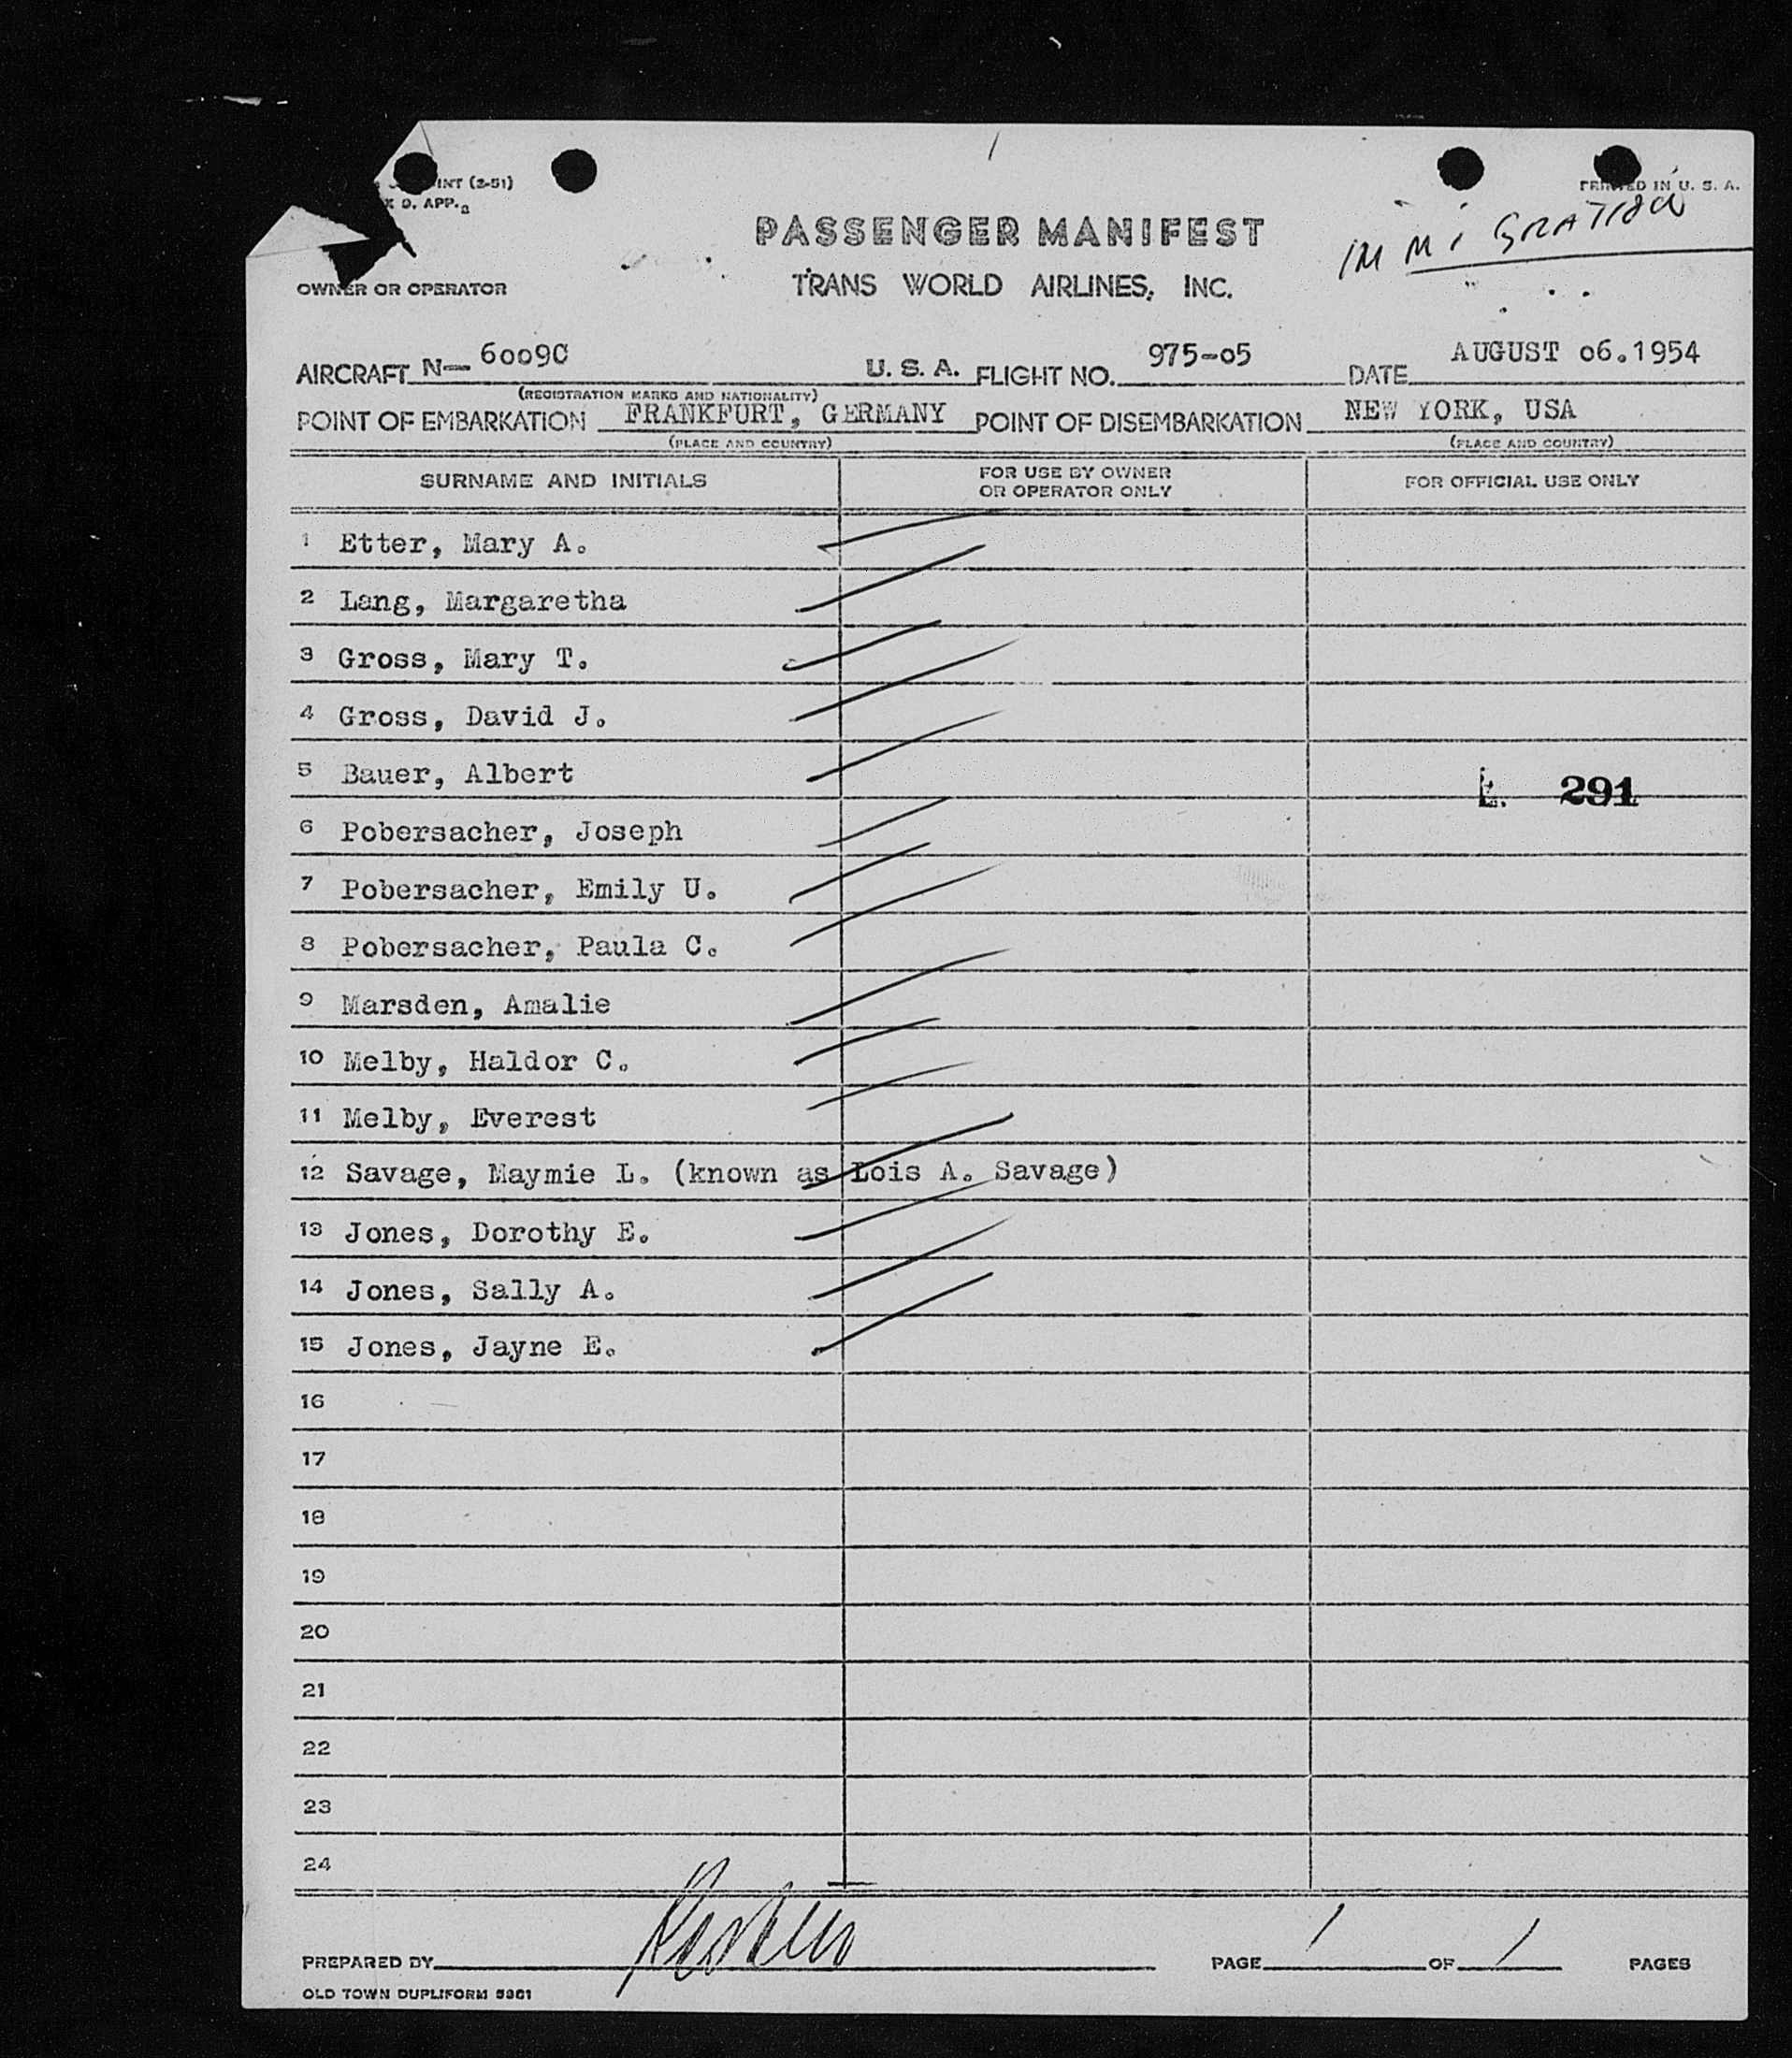 INT (2-51)
PRINTED IN U. S. A.
O. APP.
PASSENGER MANIFEST
IMMIGRATION
OWNER OR OPERATOR
TRANS WORLD AIRLINES, INC.
AIRCRAFT N- 6009C U. S. A. FLIGHT NO. 975-05 DATE AUGUST 06.1954
(REGISTRATION MARKS AND NATIONALITY)
POINT OF EMBARKATION FRANKFURT, GERMANY POINT OF DISEMBARKATION NEW YORK, USA
(PLACE AND COUNTRY) (PLACE AND COUNTRY)
SURNAME AND INITIALS FOR USE BY OWNER OR OPERATOR ONLY FOR OFFICIAL USE ONLY
1 Etter, Mary A.
2 Lang, Margaretha
3 Gross, Mary T.
4 Gross, David J.
5 Bauer, Albert
L. 291
6 Pobersacher, Joseph
7 Pobersacher, Emily U.
8 Pobersacher, Paula C.
9 Marsden, Amalie
10 Melby, Haldor C.
11 Melby, Everest
12 Savage, Maymie L. (known as Lois A. Savage)
13 Jones, Dorothy E.
14 Jones, Sally A.
15 Jones, Jayne E.
16
17
18
19
20
21
22
23
24
PREPARED BY PAGE 1 OF 1 PAGES
OLD TOWN DUPLIFORM 5961